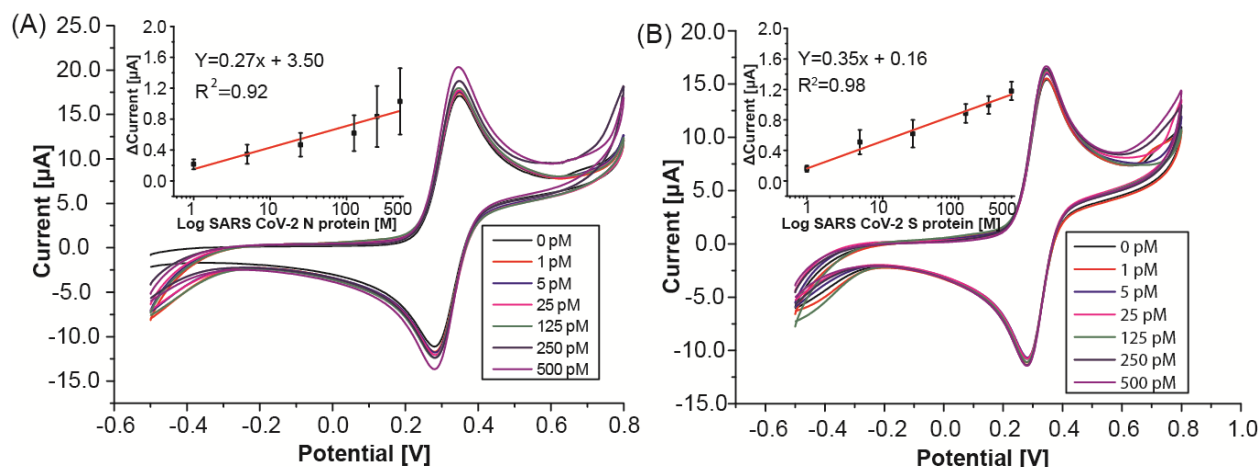 (A)
Current [µA]
25.0
20.0
15.0
10.0
5.0
0.0
-5.0
-10.0
-15.0
-0.6 -0.4 -0.2 0.0 0.2 0.4 0.6 0.8
Potential [V]
ΔCurrent [µA]
2.0
1.6
1.2
0.8
0.4
0.0
Y=0.27x + 3.50
R²=0.92
1 10 100 500
Log SARS CoV-2 N protein [M]
0 pM
1 pM
5 pM
25 pM
125 pM
250 pM
500 pM
(B)
Current [µA]
25.0
20.0
15.0
10.0
5.0
0.0
-5.0
-10.0
-15.0
-0.6 -0.4 -0.2 0.0 0.2 0.4 0.6 0.8 1.0
Potential [V]
ΔCurrent [µA]
2.0
1.6
1.2
0.8
0.4
0.0
Y=0.35x + 0.16
R²=0.98
1 10 100 500
Log SARS CoV-2 S protein [M]
0 pM
1 pM
5 pM
25 pM
125 pM
250 pM
500 pM